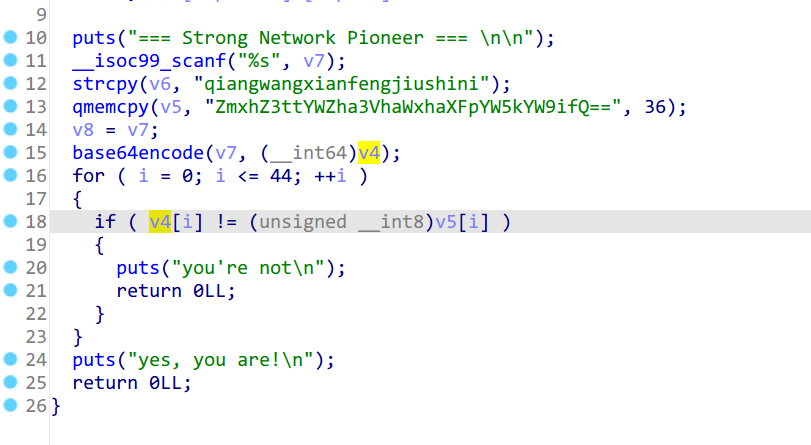 9
10 puts("=== Strong Network Pioneer === \n\n");
11 __isoc99_scanf("%s", v7);
12 strcpy(v6, "qiangwangxianfengjiushini");
13 qmemcpy(v5, "ZmxhZ3ttYWZha3VhaWxhaXFpYW5kYW9ifQ==", 36);
14 v8 = v7;
15 base64encode(v7, (__int64)v4);
16 for ( i = 0; i <= 44; ++i )
17 {
18 if ( v4[i] != (unsigned __int8)v5[i] )
19 {
20 puts("you're not\n");
21 return 0LL;
22 }
23 }
24 puts("yes, you are!\n");
25 return 0LL;
26 }